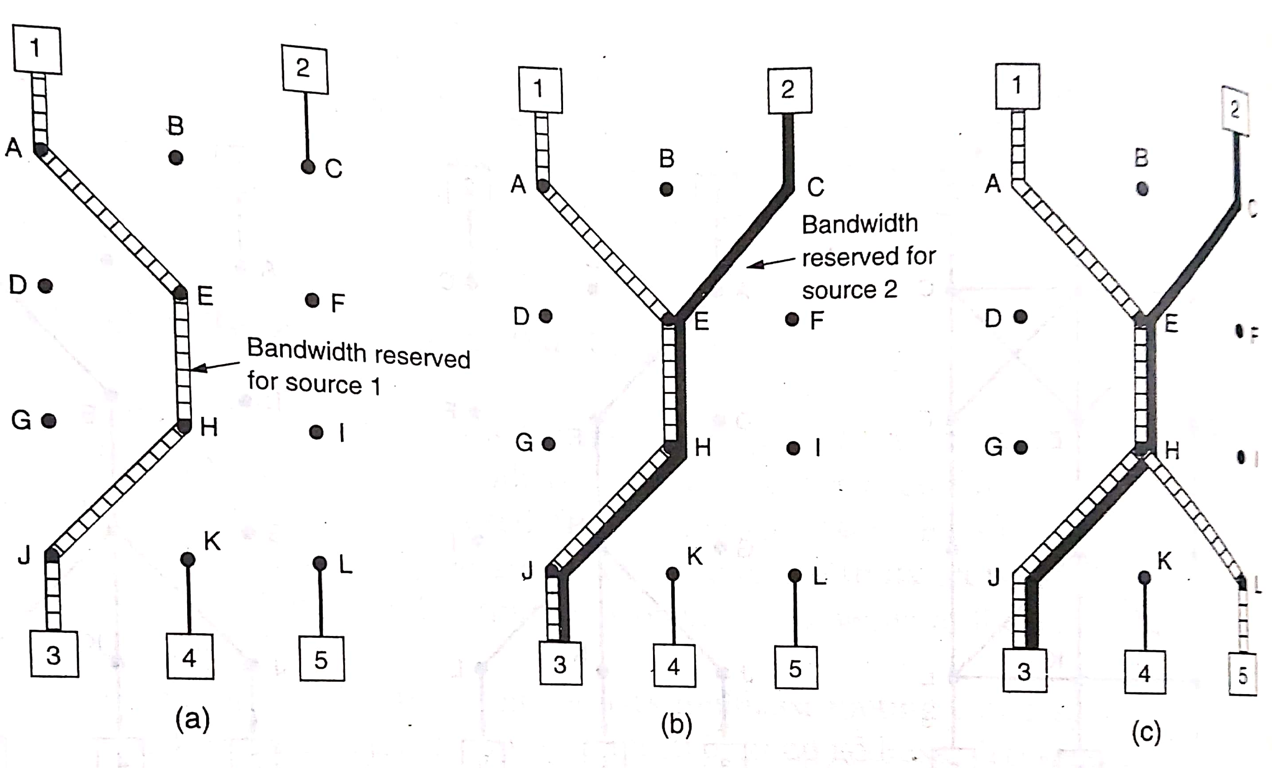 1
2
A
B
C
D
E
F
Bandwidth reserved
for source 1
G
H
I
J
K
L
3
4
5
(a)
1
2
A
B
C
Bandwidth
reserved for
source 2
D
E
F
G
H
I
J
K
L
3
4
5
(b)
1
2
A
B
C
D
E
F
G
H
I
J
K
L
3
4
5
(c)